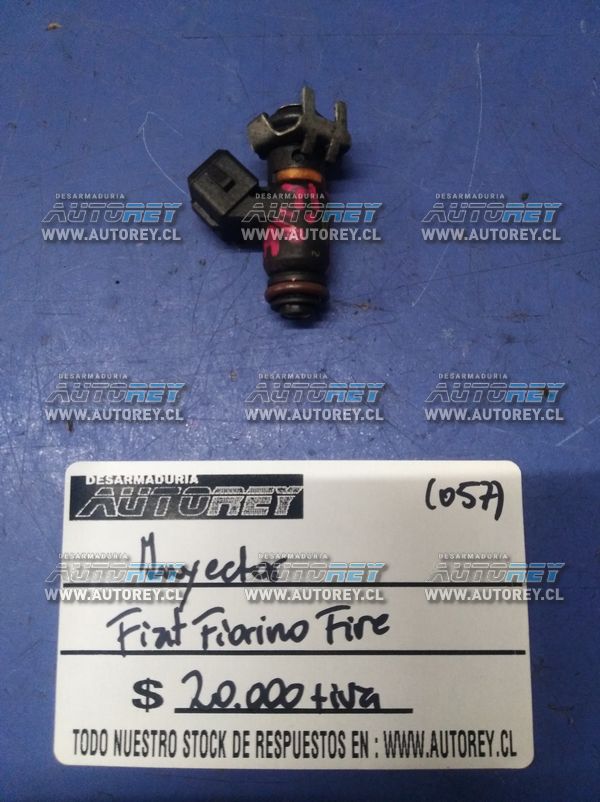 DESARMADURIA DESARMADURIA DESARMADURIA
AUTOREY AUTOREY AUTOREY
WWW.AUTOREY.CL WWW.AUTOREY.CL WWW.AUTOREY.CL
DESARMADURIA DESARMADURIA DESARMADURIA
AUTOREY AUTOREY AUTOREY
WWW.AUTOREY.CL WWW.AUTOREY.CL WWW.AUTOREY.CL
DESARMADURIA
AUTOREY
(057)
DESARMADURIA DESARMADURIA DESARMADURIA
AUTOREY AUTOREY AUTOREY
WWW.AUTOREY.CL WWW.AUTOREY.CL WWW.AUTOREY.CL
Inyector
Fiat Fiorino Fire
$ 20.000+iva
TODO NUESTRO STOCK DE RESPUESTOS EN : WWW.AUTOREY.CL